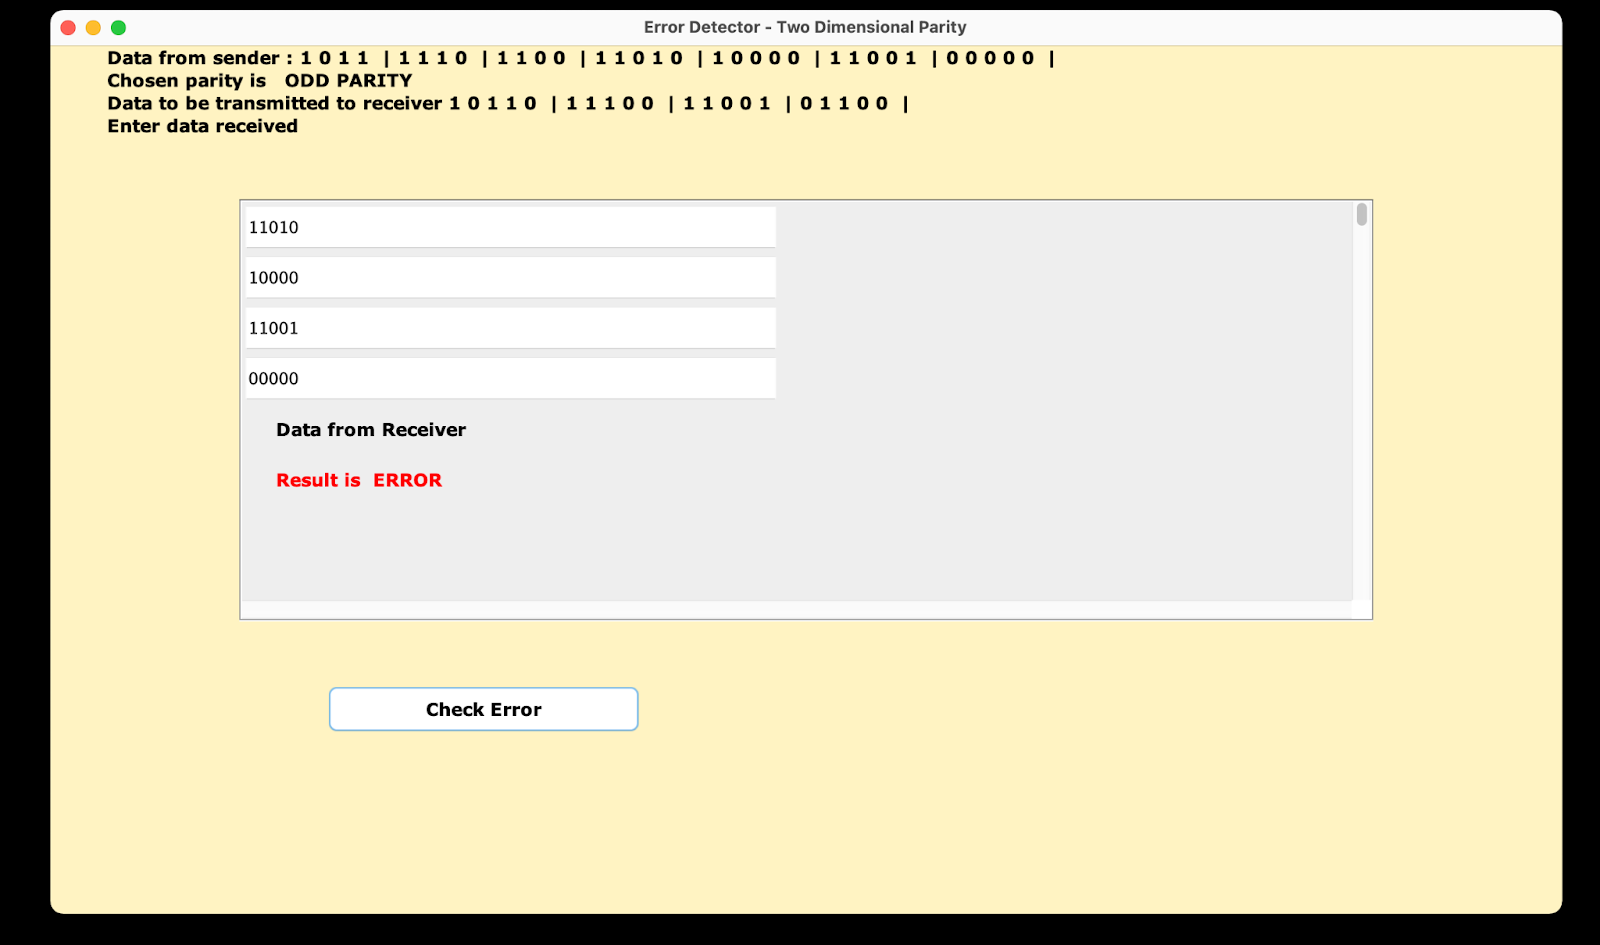 Error Detector - Two Dimensional Parity
Data from sender : 1 0 1 1 | 1 1 1 0 | 1 1 0 0 | 1 1 0 1 0 | 1 0 0 0 0 | 1 1 0 0 1 | 0 0 0 0 0 |
Chosen parity is ODD PARITY
Data to be transmitted to receiver 1 0 1 1 0 | 1 1 1 0 0 | 1 1 0 0 1 | 0 1 1 0 0 |
Enter data received
11010
10000
11001
00000
Data from Receiver
Result is ERROR
Check Error